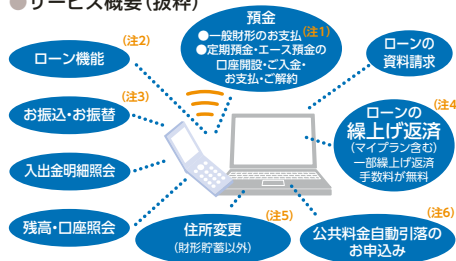 ●サービス概要(抜粋)
預金
●一般財形のお支払(注1)
●定期預金・エース預金の
口座開設・ご入金・
お支払・ご解約
(注2)
ローン機能
ローンの
資料請求
(注3)
お振込・お振替
(注4
ローンの
繰上げ返済
(マイプラン含む)
一部繰上げ返済
手数料が無料
入出金明細照会
残高・口座照会
(注5)
住所変更
(財形貯蓄以外)
(注6)
公共料金自動引落の
お申込み